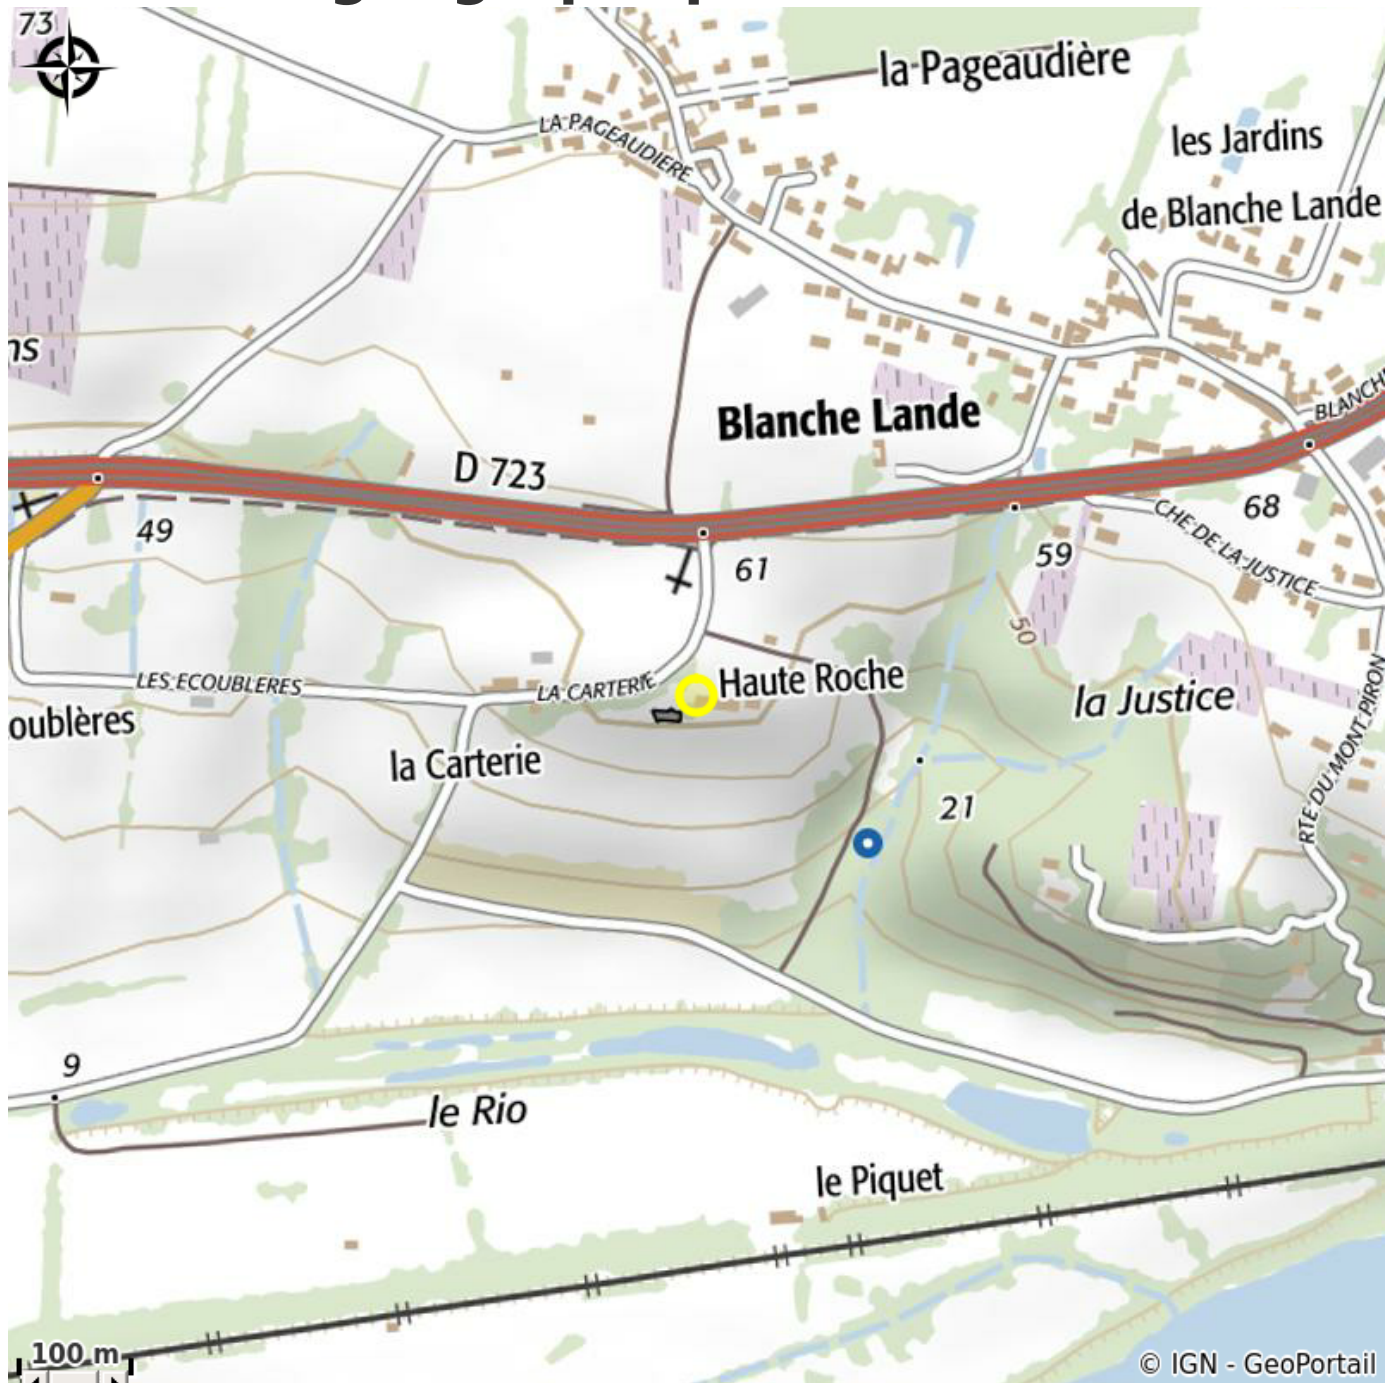 73
la Pageaudière
LA PAGEAUDIERE
les Jardins
de Blanche Lande
ns
Blanche Lande
BLANCHE
D 723
49
61
59
68
CHE DE LA JUSTICE
50
LES ECOUBLERES
LA CARTERIE
Haute Roche
la Justice
oublères
la Carterie
RTE DU MONT PIRON
21
9
le Rio
le Piquet
100 m
© IGN - GeoPortail